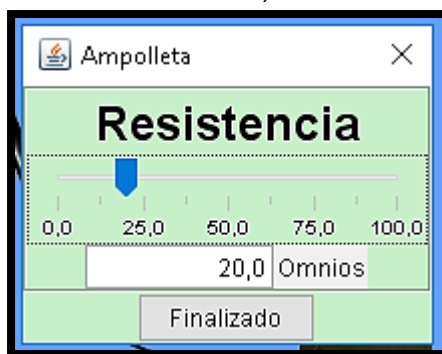 Ampolleta
Resistencia
0,0 25,0 50,0 75,0 100,0
20,0 Omnios
Finalizado